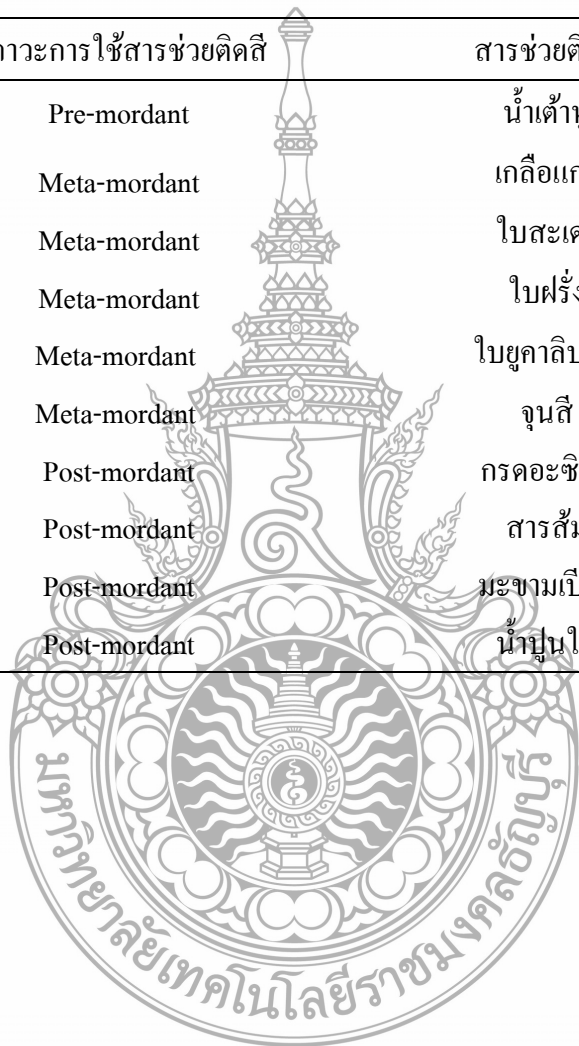 าวะการใช้สารช่วยติดสี สารช่วยติ
Pre-mordant น้ำเต้าหู
Meta-mordant เกลือแก
Meta-mordant ใบสะเด
Meta-mordant ใบฝรั่ง
Meta-mordant ใบยูคาลิป
Meta-mordant จุนสี
Post-mordant กรดอะซิ
Post-mordant สารส้ม
Post-mordant มะขามเปี
Post-mordant น้ำปูนใ
มหาวิทยาลัยเทคโนโลยีราชมงคลธัญบุรี